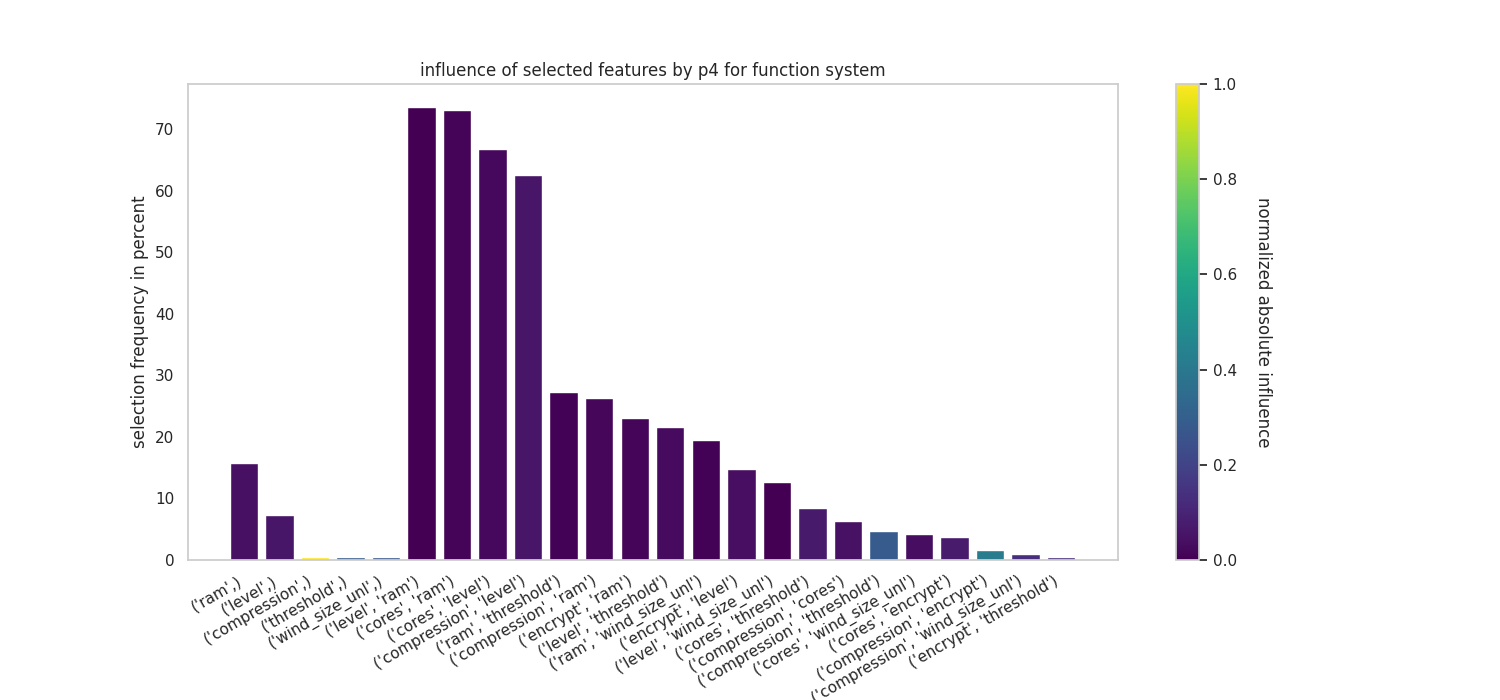 influence of selected features by p4 for function system
selection frequency in percent
70
60
50
40
30
20
10
0
('ram',)
('level',)
('compression',)
('threshold',)
('wind_size_unl',)
('level', 'ram')
('cores', 'ram')
('cores', 'level')
('compression', 'level')
('ram', 'threshold')
('compression', 'ram')
('encrypt', 'ram')
('level', 'threshold')
('ram', 'wind_size_unl')
('encrypt', 'level')
('level', 'wind_size_unl')
('cores', 'threshold')
('compression', 'cores')
('compression', 'threshold')
('cores', 'wind_size_unl')
('cores', 'encrypt')
('compression', 'encrypt')
('compression', 'wind_size_unl')
('encrypt', 'threshold')
1.0
0.8
0.6
0.4
0.2
0.0
normalized absolute influence